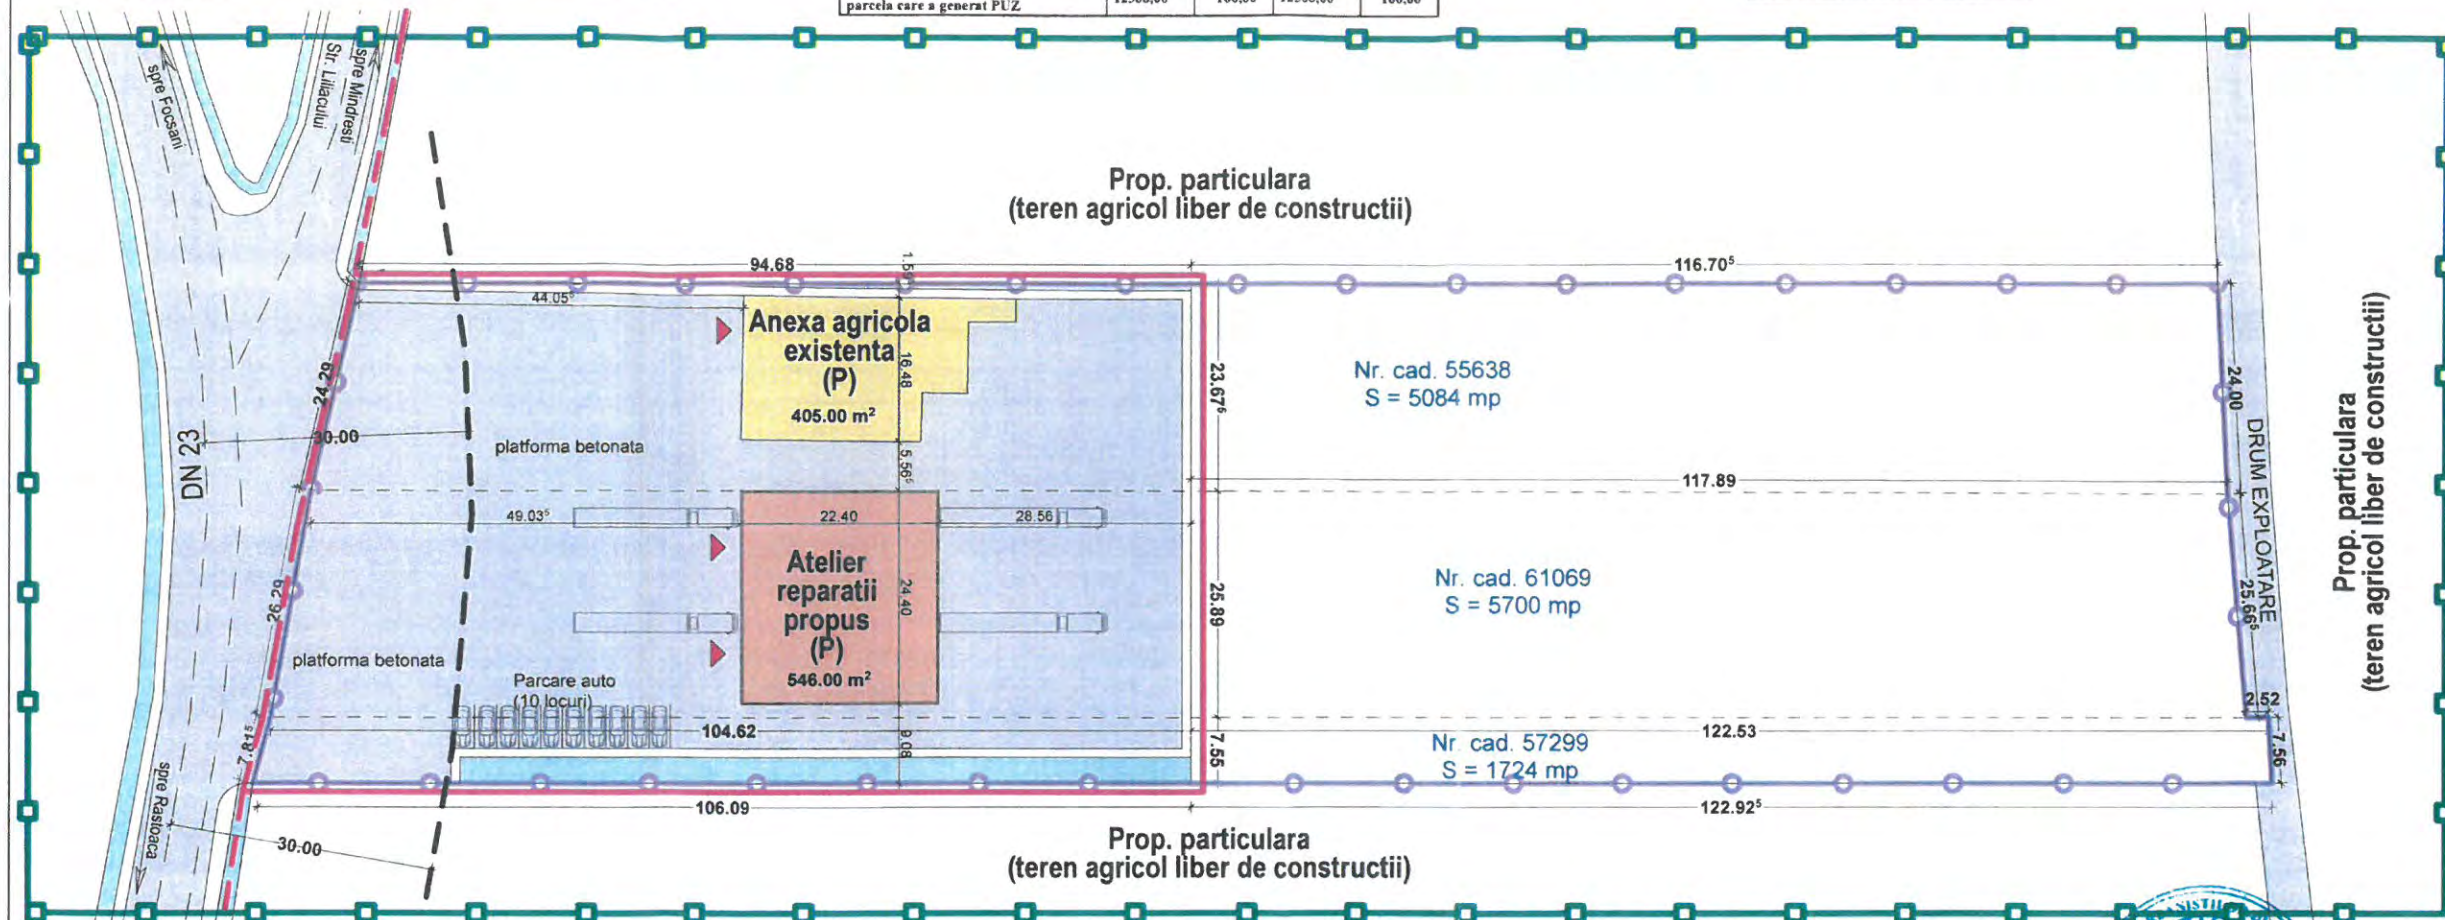 parcela care a generat PUZ
spre Focsani
Str. Liliacului
spre Mindresti
Prop. particulara
(teren agricol liber de constructii)
94.68
116.70⁵
44.05⁵
Anexa agricola
existenta
(P)
405.00 m²
16.48
5.56⁵
23.67⁵
Nr. cad. 55638
S = 5084 mp
24.00
24.29
30.00
DN 23
platforma betonata
117.89
DRUM EXPLOATARE
Prop. particulara
(teren agricol liber de constructii)
49.03⁵
22.40
28.56
Atelier
reparatii
propus
(P)
546.00 m²
24.40
25.89
Nr. cad. 61069
S = 5700 mp
25.66⁵
26.29
platforma betonata
Parcare auto
(10 locuri)
104.62
9.08
7.55
2.52
122.53
Nr. cad. 57299
S = 1724 mp
7.56
7.81⁵
106.09
122.92⁵
spre Rastoaca
30.00
Prop. particulara
(teren agricol liber de constructii)